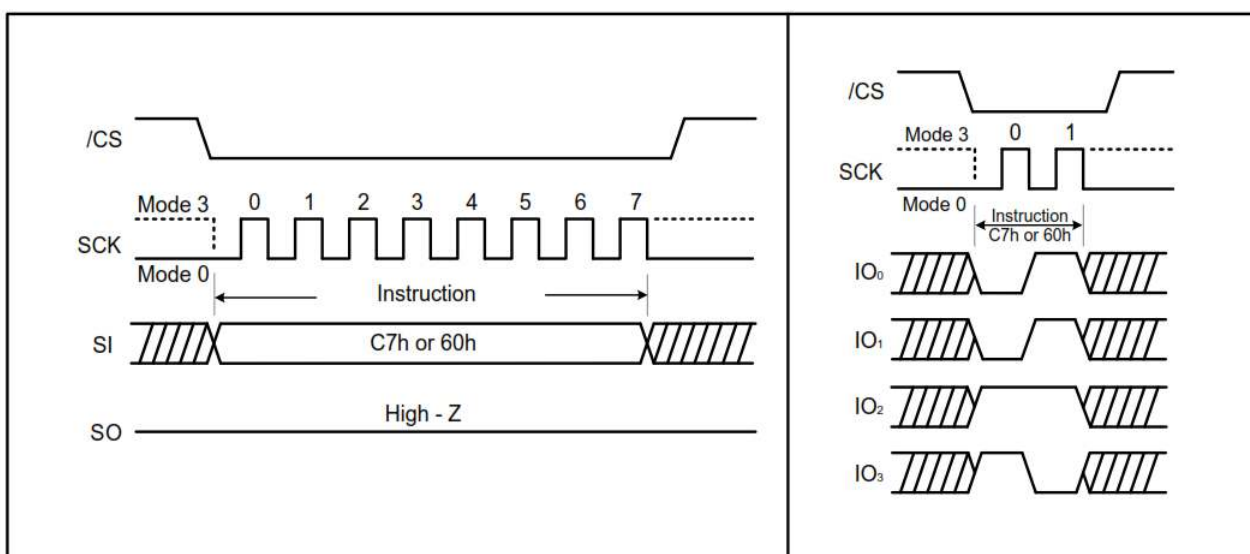 /CS
Mode 3
0 1 2 3 4 5 6 7
SCK
Mode 0
Instruction
SI
C7h or 60h
High - Z
SO
/CS
Mode 3
0 1
SCK
Mode 0
Instruction
C7h or 60h
IO₀
IO₁
IO₂
IO₃